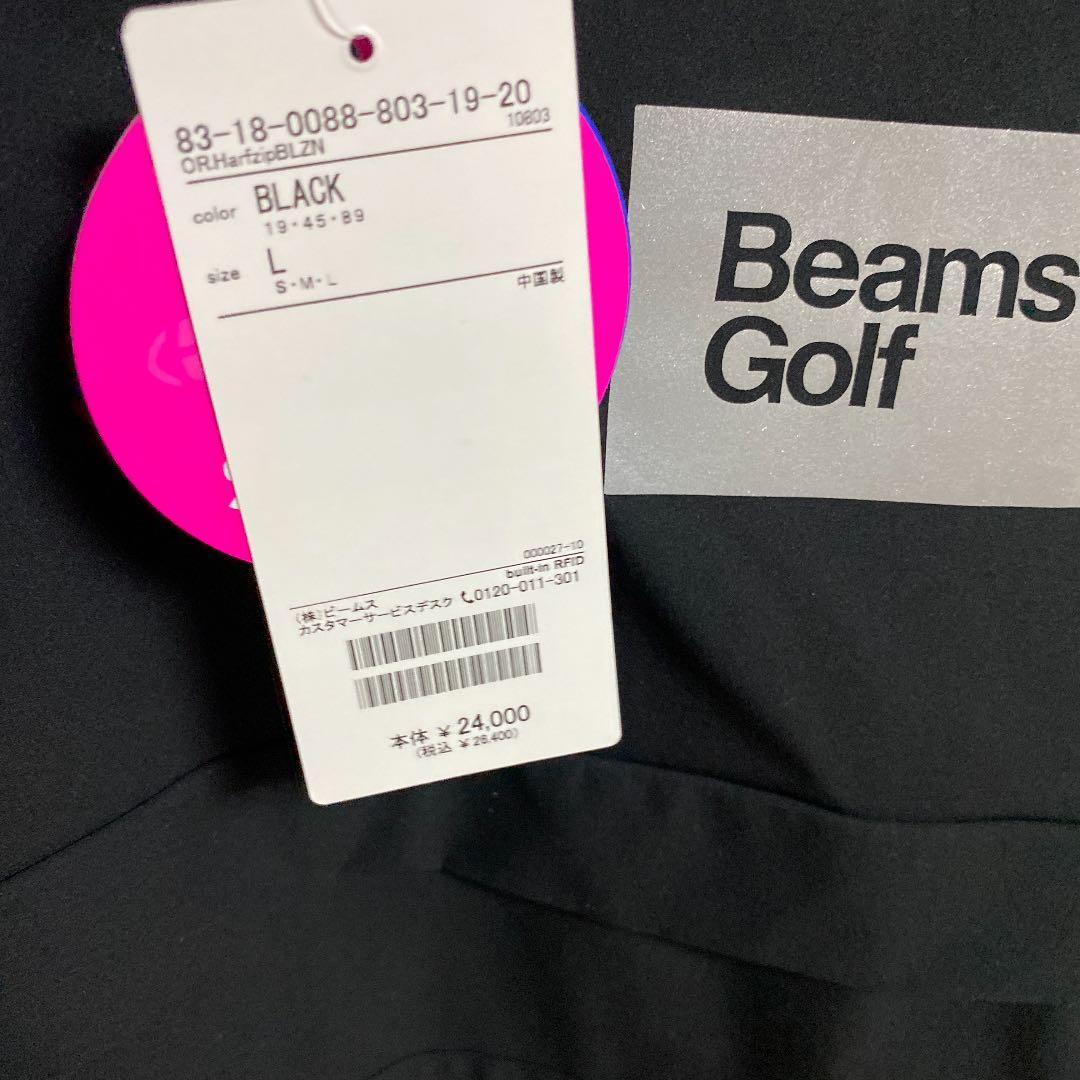 83-18-0088-803-19-20
OR.HarfzipBLZN 10803
color BLACK
19・45・89
size L
S・M・L 中国製
000027-10
built-in RFID
(株)ビームス
カスタマーサービスデスク 0120-011-301
本体 ¥24,000
(税込 ¥26,400)
Beams
Golf